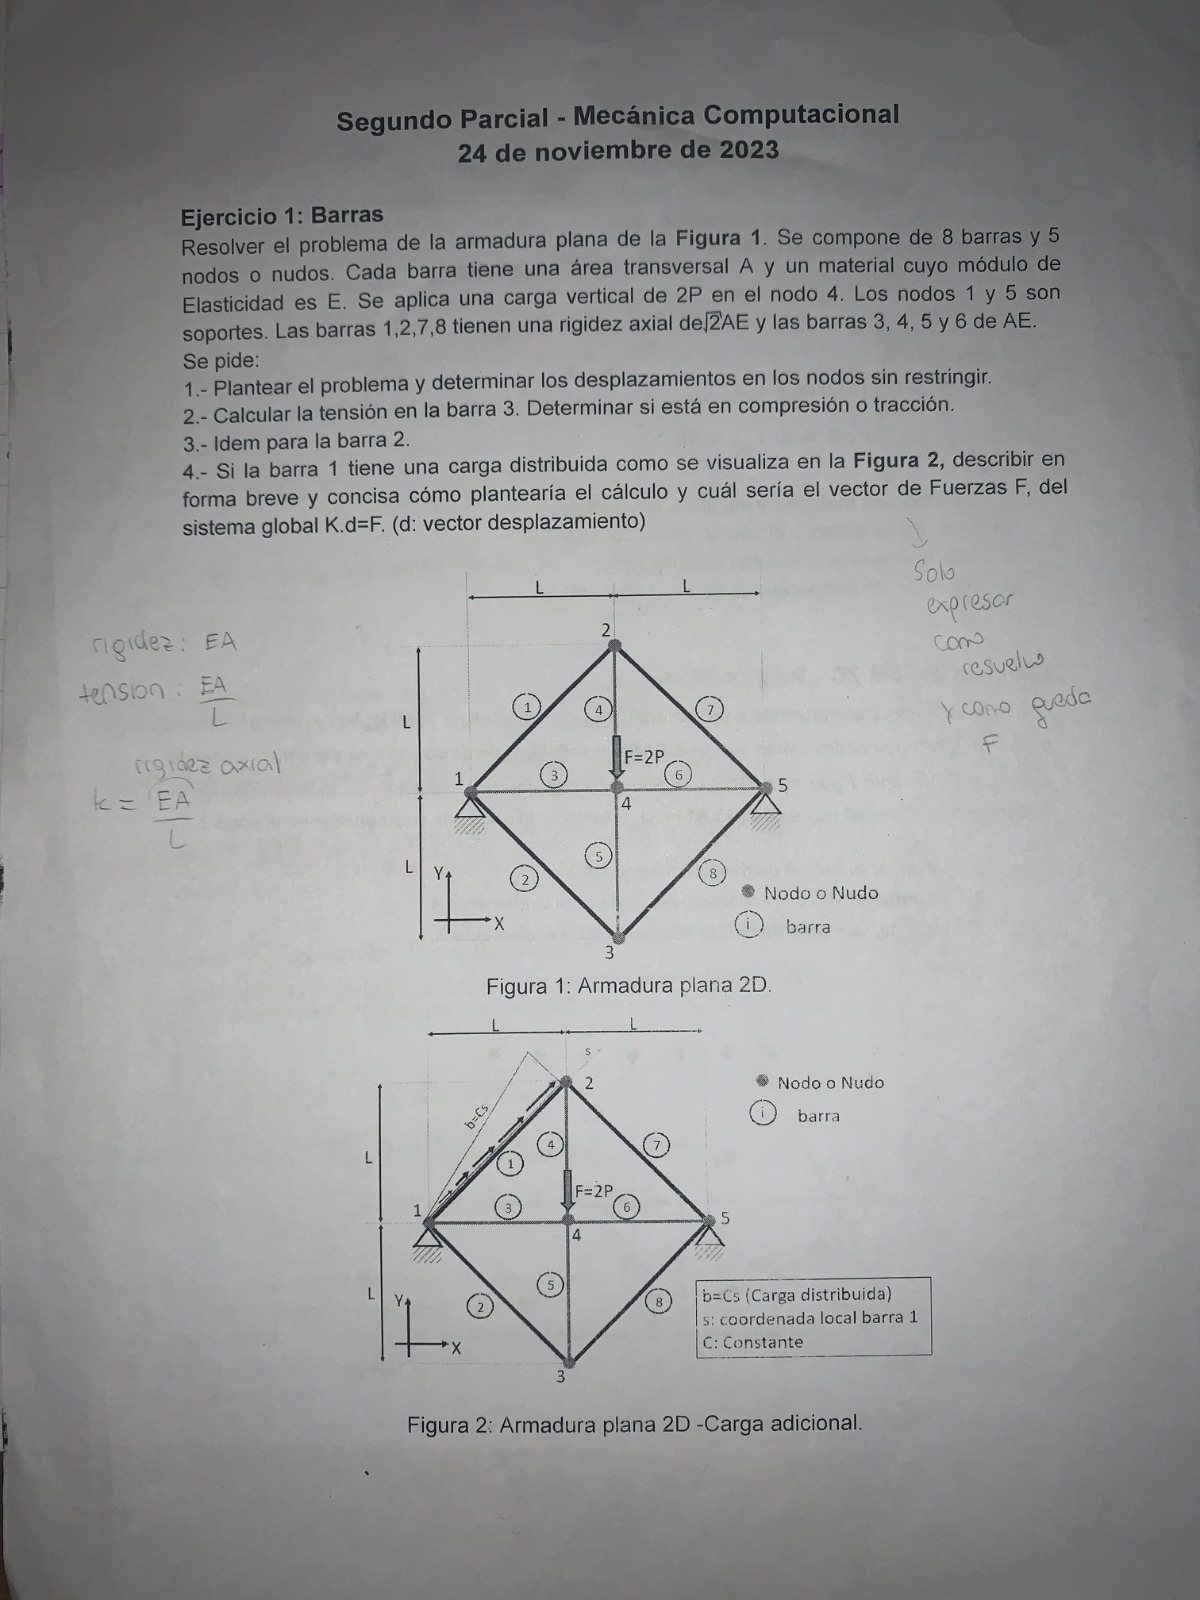 Segundo Parcial - Mecánica Computacional
24 de noviembre de 2023
Ejercicio 1: Barras
Resolver el problema de la armadura plana de la Figura 1. Se compone de 8 barras y 5
nodos o nudos. Cada barra tiene una área transversal A y un material cuyo módulo de
Elasticidad es E. Se aplica una carga vertical de 2P en el nodo 4. Los nodos 1 y 5 son
soportes. Las barras 1,2,7,8 tienen una rigidez axial de √2AE y las barras 3, 4, 5 y 6 de AE.
Se pide:
1.- Plantear el problema y determinar los desplazamientos en los nodos sin restringir.
2.- Calcular la tensión en la barra 3. Determinar si está en compresión o tracción.
3.- Idem para la barra 2.
4.- Si la barra 1 tiene una carga distribuida como se visualiza en la Figura 2, describir en
forma breve y concisa cómo plantearía el cálculo y cuál sería el vector de Fuerzas F, del
sistema global K.d=F. (d: vector desplazamiento)
Solo
expresar
como
resuelvo
y como queda
F
rigidez: EA
tension: EA
L
rigidez axial
k = EA
L
L L
2
L
1 4 7
F=2P
1 3 6 5
4
L
5
Y
2 8
X
3
Nodo o Nudo
i barra
Figura 1: Armadura plana 2D.
L L
s
2
Nodo o Nudo
i barra
b=Cs
L
4 7
1
F=2P
1 3 6 5
4
L
5
Y
2 8
X
3
b=Cs (Carga distribuida)
s: coordenada local barra 1
C: Constante
Figura 2: Armadura plana 2D -Carga adicional.